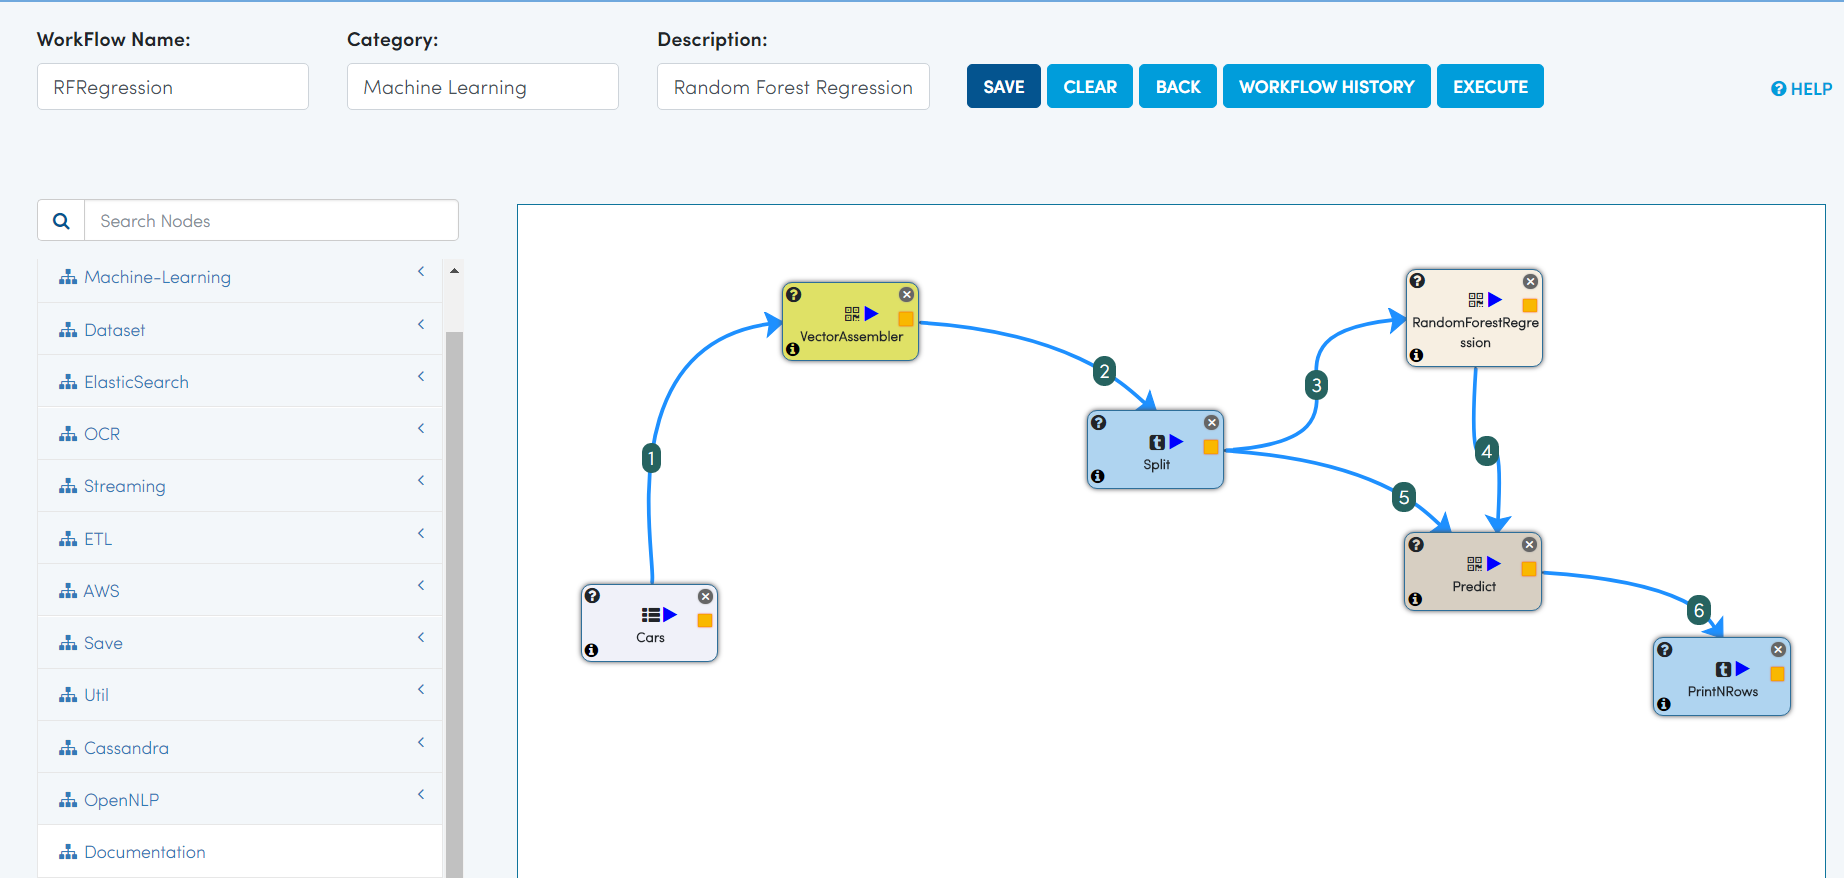 WorkFlow Name:
Category:
Description:
RFRegression
Machine Learning
Random Forest Regression
SAVE
CLEAR
BACK
WORKFLOW HISTORY
EXECUTE
HELP
Search Nodes
Machine-Learning
Dataset
ElasticSearch
OCR
Streaming
ETL
AWS
Save
Util
Cassandra
OpenNLP
Documentation
VectorAssembler
RandomForestRegre
ssion
Split
Predict
Cars
PrintNRows
1
2
3
4
5
6